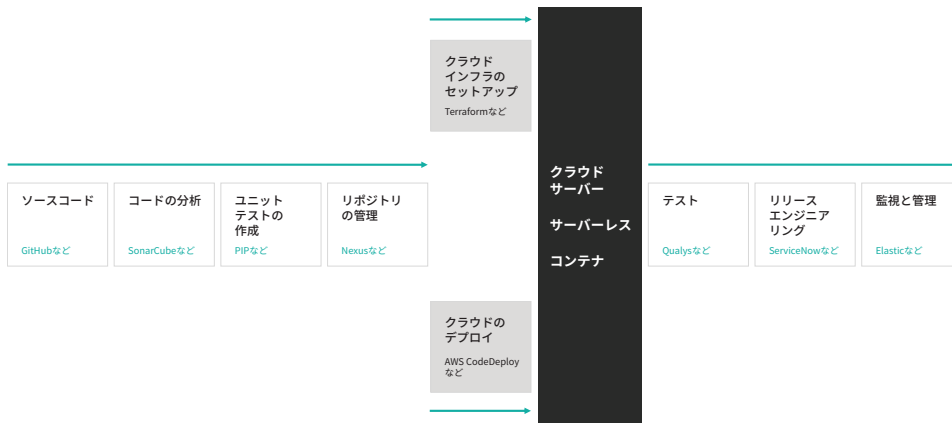 クラウド
インフラの
セットアップ
Terraformなど
ソースコード
GitHubなど
コードの分析
SonarCubeなど
ユニット
テストの
作成
PIPなど
リポジトリ
の管理
Nexusなど
クラウドの
デプロイ
AWS CodeDeploy
など
クラウド
サーバー
サーバーレス
コンテナ
テスト
Qualysなど
リリース
エンジニア
リング
ServiceNowなど
監視と管理
Elasticなど